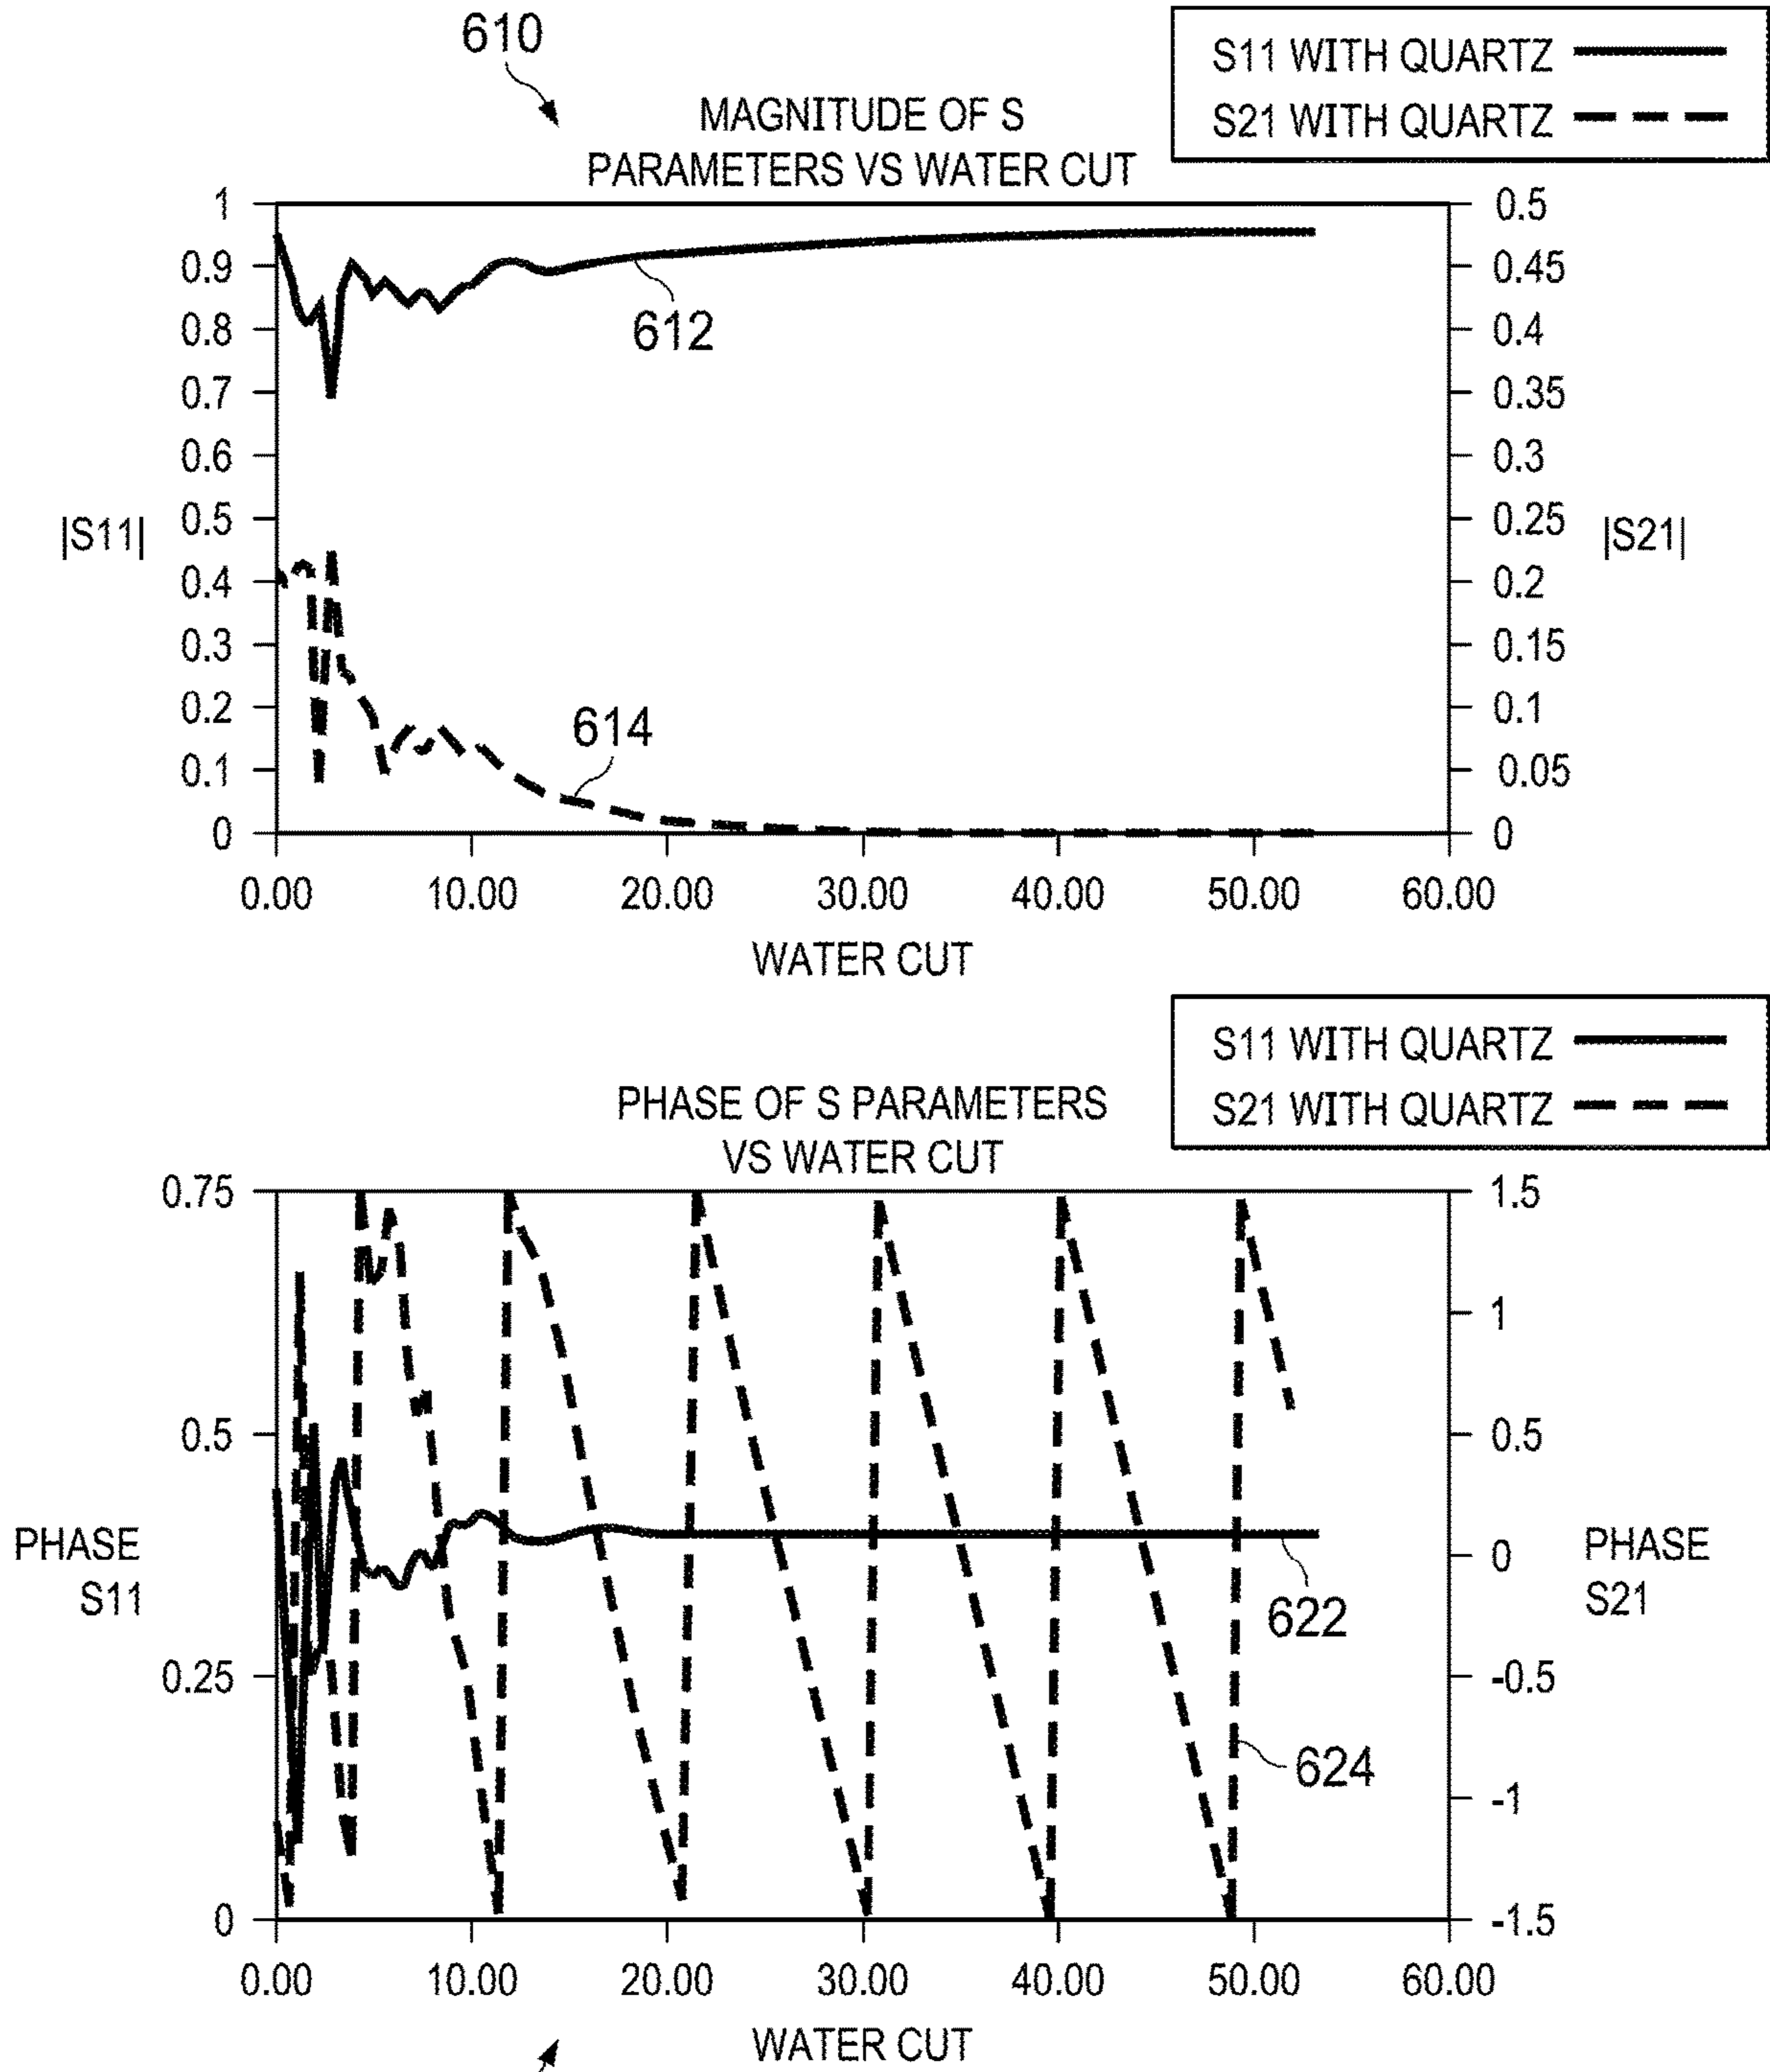 610
S11 WITH QUARTZ
S21 WITH QUARTZ
MAGNITUDE OF S
PARAMETERS VS WATER CUT
1
0.9
0.8
0.7
0.6
0.5
0.4
0.3
0.2
0.1
0
|S11|
0.5
0.45
0.4
0.35
0.3
0.25
0.2
0.15
0.1
0.05
0
|S21|
612
614
0.00 10.00 20.00 30.00 40.00 50.00 60.00
WATER CUT
S11 WITH QUARTZ
S21 WITH QUARTZ
PHASE OF S PARAMETERS
VS WATER CUT
0.75
0.5
0.25
0
PHASE
S11
1.5
1
0.5
0
-0.5
-1
-1.5
PHASE
S21
622
624
0.00 10.00 20.00 30.00 40.00 50.00 60.00
WATER CUT